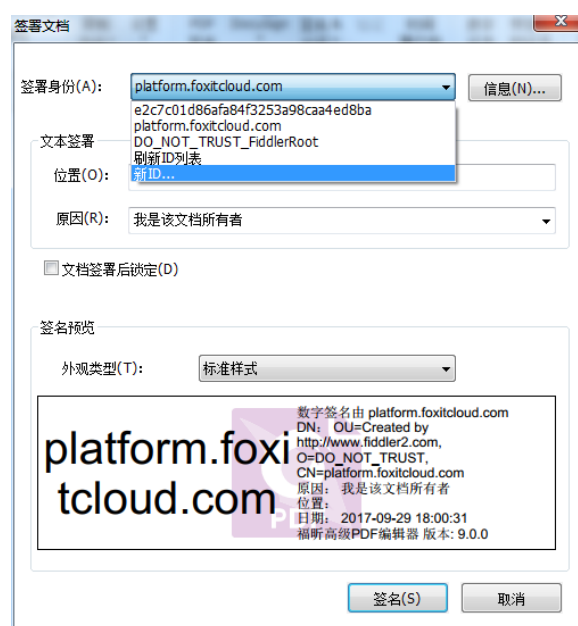 签署文档
签署身份(A):
platform.foxitcloud.com
信息(N)...
e2c7c01d86afa84f3253a98caa4ed8ba
platform.foxitcloud.com
DO_NOT_TRUST_FiddlerRoot
刷新ID列表
新ID...
文本签署
位置(O):
原因(R):
我是该文档所有者
文档签署后锁定(D)
签名预览
外观类型(T):
标准样式
platform.foxi
tcloud.com
数字签名由 platform.foxitcloud.com
DN: OU=Created by
http://www.fiddler2.com,
O=DO_NOT_TRUST,
CN=platform.foxitcloud.com
原因: 我是该文档所有者
位置:
日期: 2017-09-29 18:00:31
福昕高级PDF编辑器 版本: 9.0.0
签名(S)
取消